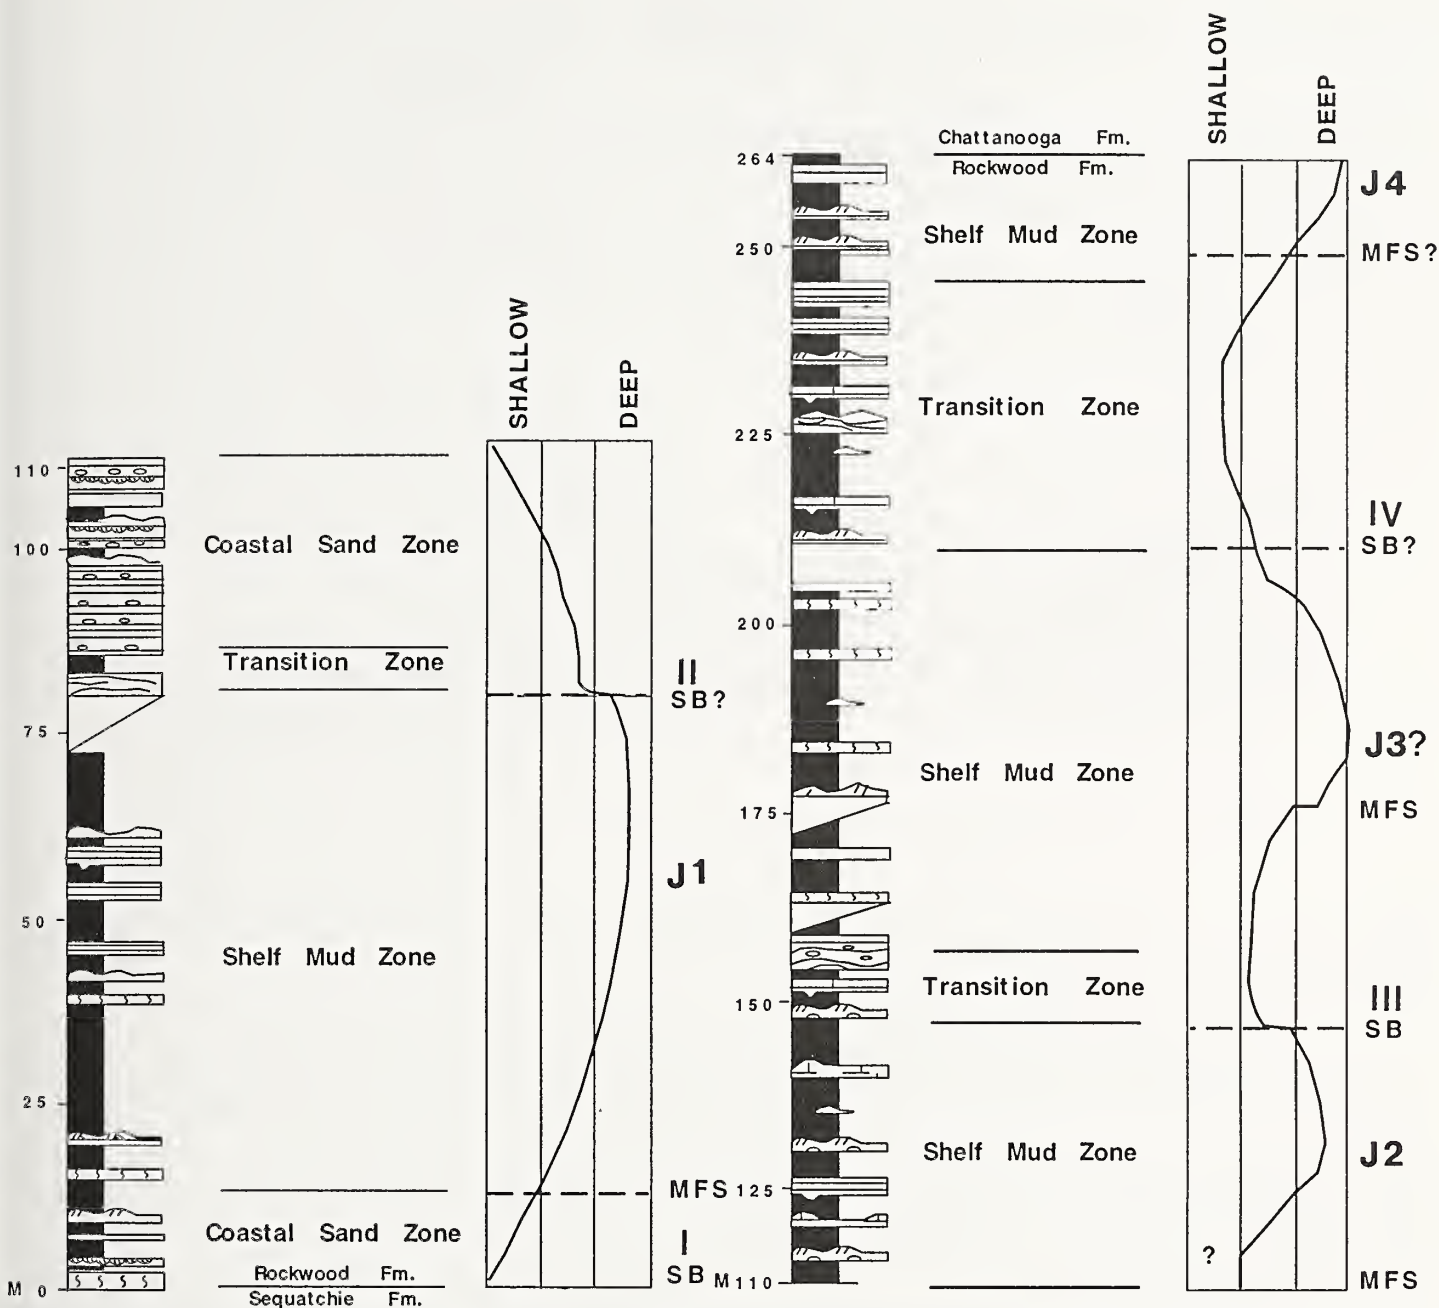 SHALLOW
DEEP
110
100
75
50
25
M 0
Coastal Sand Zone
Transition Zone
Shelf Mud Zone
Coastal Sand Zone
Rockwood Fm.
Sequatchie Fm.
II
SB?
J1
MFS
I
SB
SHALLOW
DEEP
264
250
225
200
175
150
125
M 110
Chattanooga Fm.
Rockwood Fm.
Shelf Mud Zone
Transition Zone
Shelf Mud Zone
Transition Zone
Shelf Mud Zone
?
J4
MFS?
IV
SB?
J3?
MFS
III
SB
J2
MFS